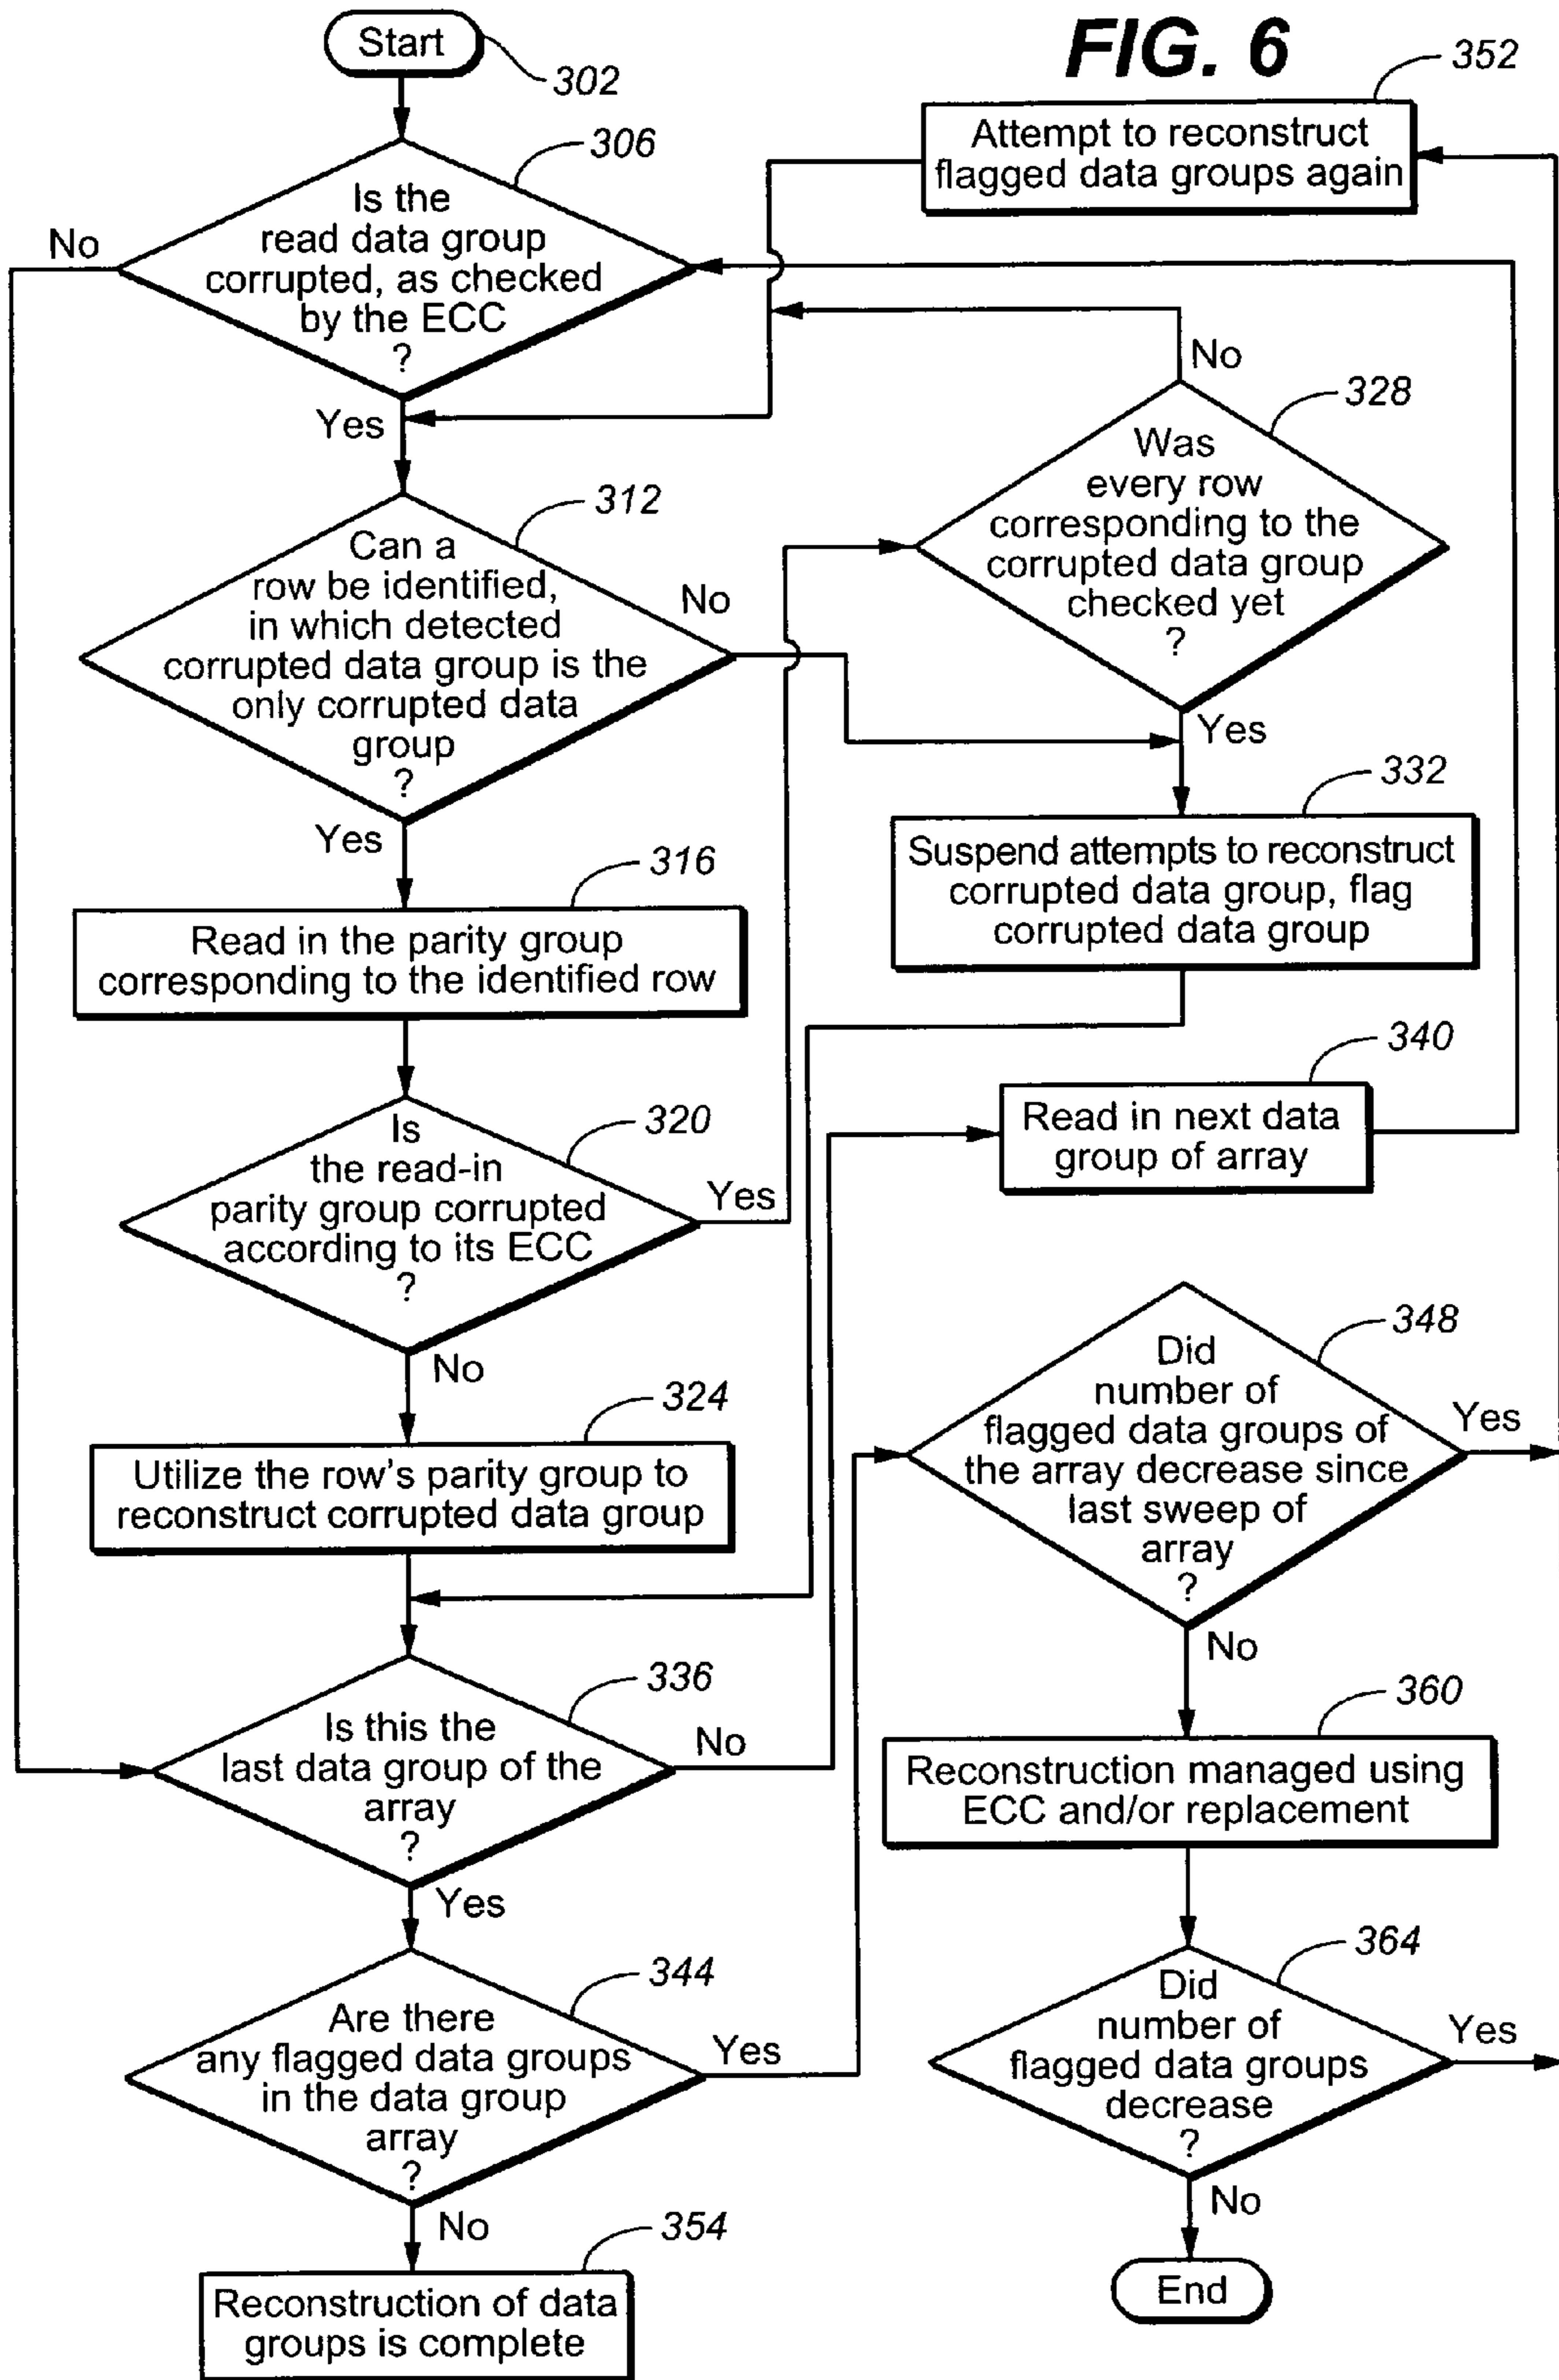 FIG. 6
Start
302
352
Attempt to reconstruct
flagged data groups again
306
Is the
read data group
corrupted, as checked
by the ECC
?
No
Yes
312
Can a
row be identified,
in which detected
corrupted data group is the
only corrupted data
group
?
No
Yes
328
No
Was
every row
corresponding to the
corrupted data group
checked yet
?
Yes
332
Suspend attempts to reconstruct
corrupted data group, flag
corrupted data group
316
Read in the parity group
corresponding to the identified row
340
Read in next data
group of array
320
Is
the read-in
parity group corrupted
according to its ECC
?
Yes
No
324
Utilize the row's parity group to
reconstruct corrupted data group
348
Did
number of
flagged data groups of
the array decrease since
last sweep of
array
?
Yes
No
336
Is this the
last data group of the
array
?
No
Yes
360
Reconstruction managed using
ECC and/or replacement
344
Are there
any flagged data groups
in the data group
array
?
Yes
No
364
Did
number of
flagged data groups
decrease
?
Yes
No
354
Reconstruction of data
groups is complete
End